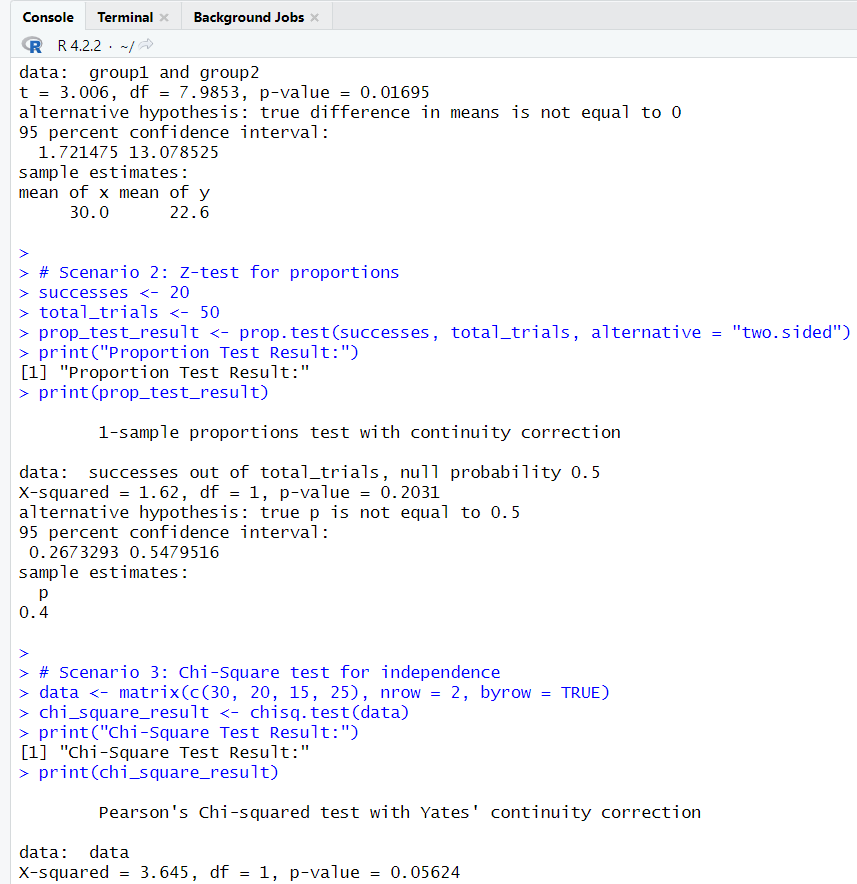 Console Terminal Background Jobs
R R 4.2.2 · ~/
data:  group1 and group2
t = 3.006, df = 7.9853, p-value = 0.01695
alternative hypothesis: true difference in means is not equal to 0
95 percent confidence interval:
  1.721475 13.078525
sample estimates:
mean of x mean of y
     30.0      22.6
>
> # Scenario 2: Z-test for proportions
> successes <- 20
> total_trials <- 50
> prop_test_result <- prop.test(successes, total_trials, alternative = "two.sided")
> print("Proportion Test Result:")
[1] "Proportion Test Result:"
> print(prop_test_result)
        1-sample proportions test with continuity correction
data:  successes out of total_trials, null probability 0.5
X-squared = 1.62, df = 1, p-value = 0.2031
alternative hypothesis: true p is not equal to 0.5
95 percent confidence interval:
 0.2673293 0.5479516
sample estimates:
  p
0.4
>
> # Scenario 3: Chi-Square test for independence
> data <- matrix(c(30, 20, 15, 25), nrow = 2, byrow = TRUE)
> chi_square_result <- chisq.test(data)
> print("Chi-Square Test Result:")
[1] "Chi-Square Test Result:"
> print(chi_square_result)
        Pearson's Chi-squared test with Yates' continuity correction
data:  data
X-squared = 3.645, df = 1, p-value = 0.05624